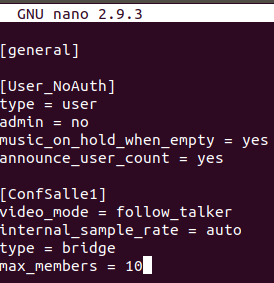 GNU nano 2.9.3
[general]
[User_NoAuth]
type = user
admin = no
music_on_hold_when_empty = yes
announce_user_count = yes
[ConfSalle1]
video_mode = follow_talker
internal_sample_rate = auto
type = bridge
max_members = 10